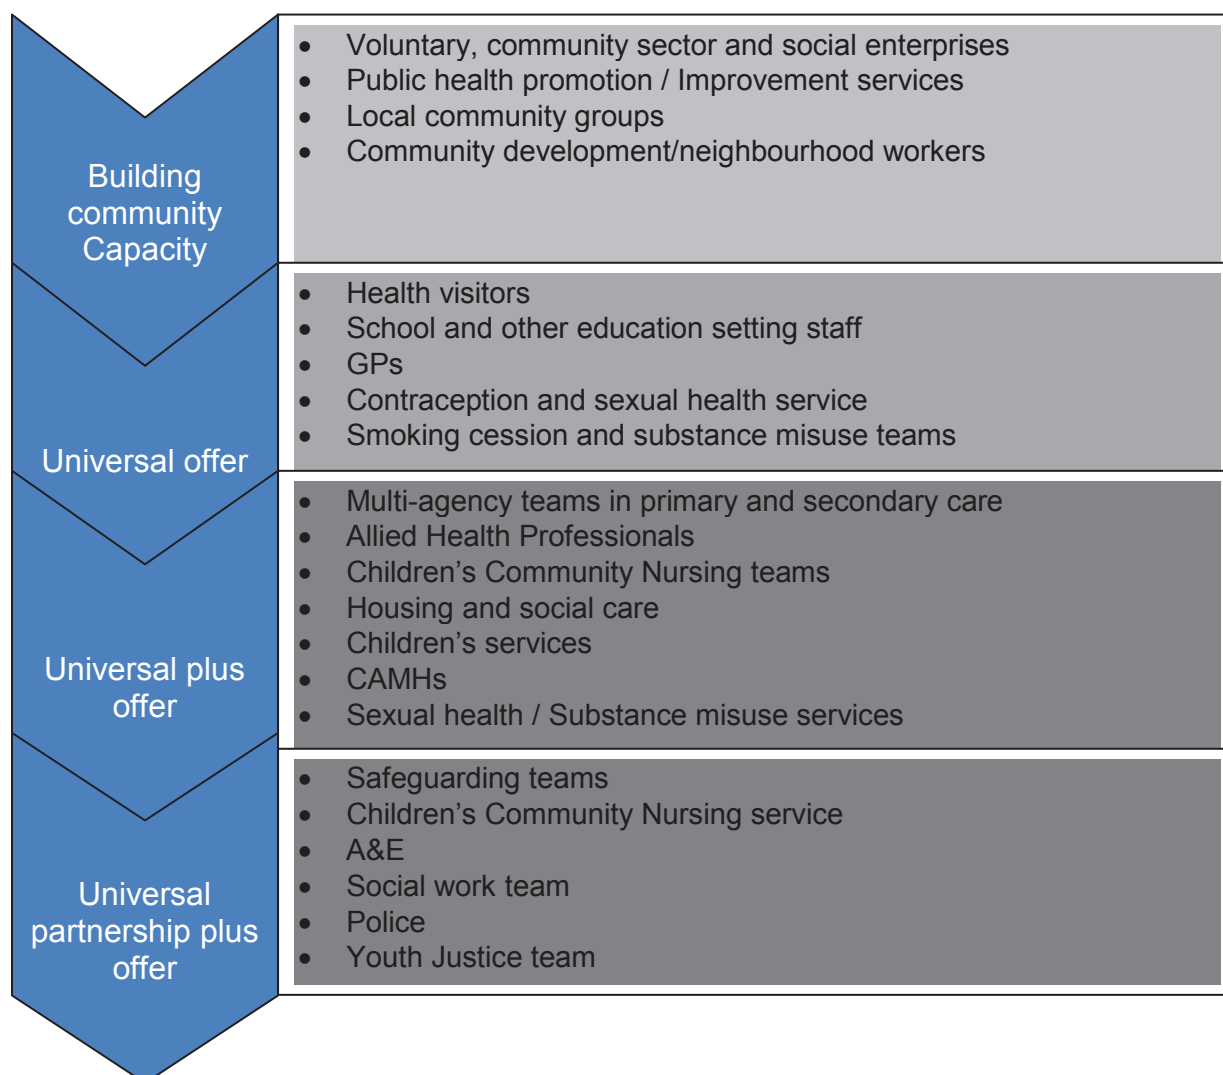 Building
community
Capacity
• Voluntary, community sector and social enterprises
• Public health promotion / Improvement services
• Local community groups
• Community development/neighbourhood workers
Universal offer
• Health visitors
• School and other education setting staff
• GPs
• Contraception and sexual health service
• Smoking cession and substance misuse teams
Universal plus
offer
• Multi-agency teams in primary and secondary care
• Allied Health Professionals
• Children’s Community Nursing teams
• Housing and social care
• Children’s services
• CAMHs
• Sexual health / Substance misuse services
Universal
partnership plus
offer
• Safeguarding teams
• Children’s Community Nursing service
• A&E
• Social work team
• Police
• Youth Justice team